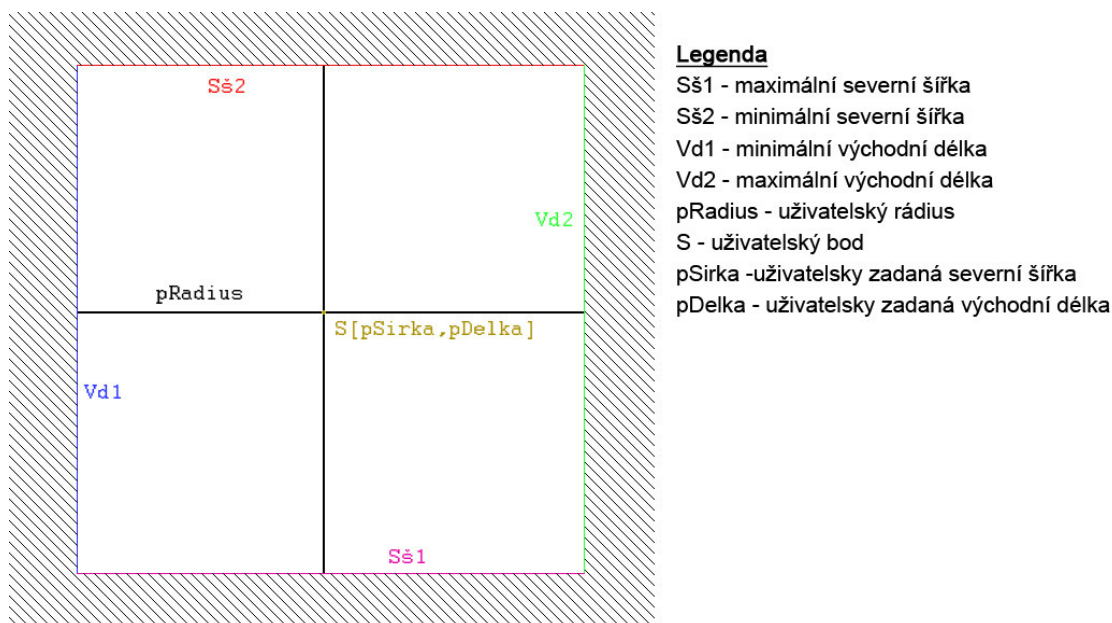 Sš2
Vd2
pRadius
S[pSirka,pDelka]
Vd1
Sš1
Legenda
Sš1 - maximální severní šířka
Sš2 - minimální severní šířka
Vd1 - minimální východní délka
Vd2 - maximální východní délka
pRadius - uživatelský rádius
S - uživatelský bod
pSirka -uživatelsky zadaná severní šířka
pDelka - uživatelsky zadaná východní délka